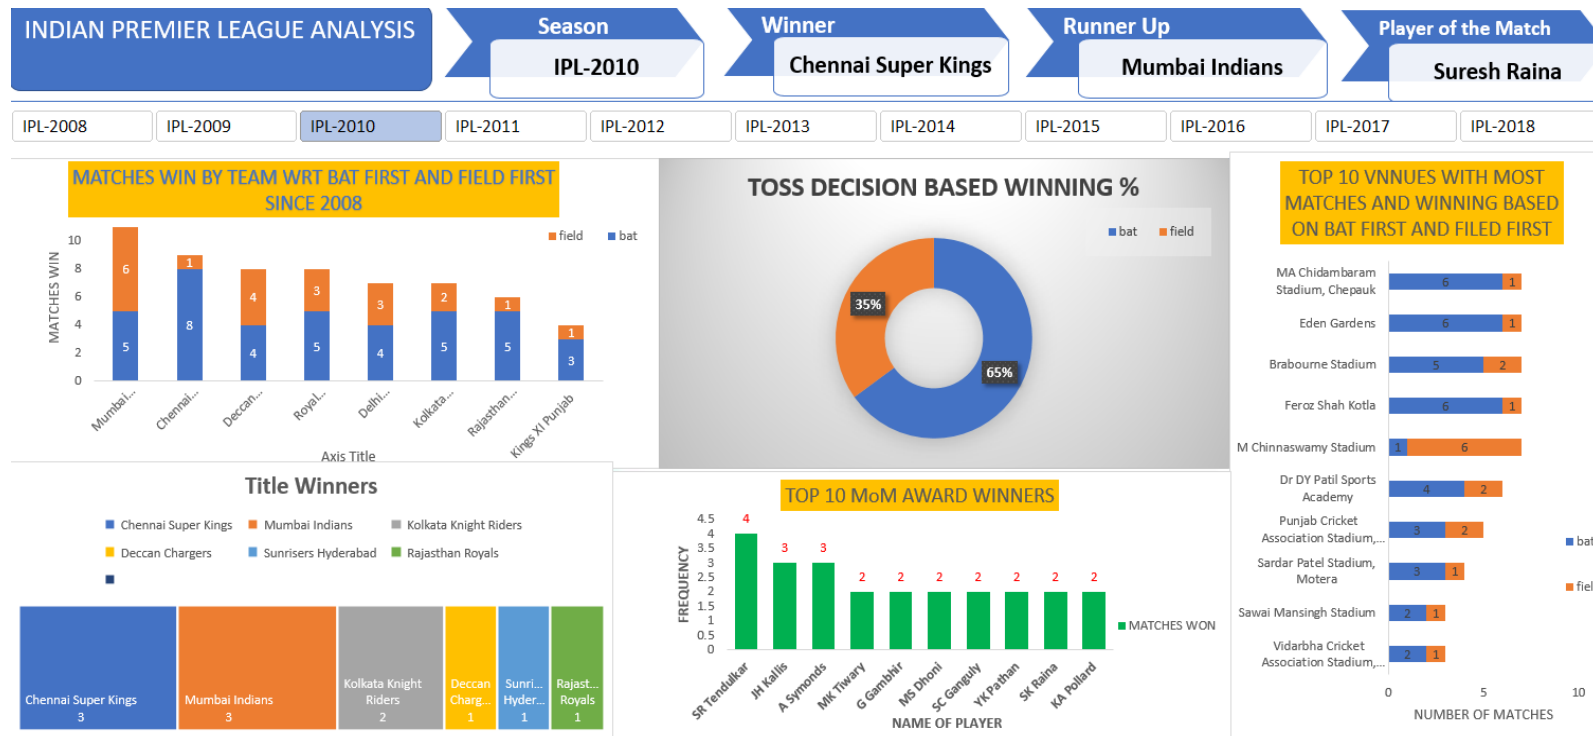 INDIAN PREMIER LEAGUE ANALYSIS
Season
IPL-2010
Winner
Chennai Super Kings
Runner Up
Mumbai Indians
Player of the Match
Suresh Raina
IPL-2008
IPL-2009
IPL-2010
IPL-2011
IPL-2012
IPL-2013
IPL-2014
IPL-2015
IPL-2016
IPL-2017
IPL-2018
MATCHES WIN BY TEAM WRT BAT FIRST AND FIELD FIRST
SINCE 2008
field bat
MATCHES WIN
10
8
6
4
2
0
6
5
1
8
4
4
3
5
3
4
2
5
1
5
1
3
Mumbai...
Chennai...
Deccan...
Royal...
Delhi...
Kolkata...
Rajasthan...
Kings XI Punjab
Axis Title
TOSS DECISION BASED WINNING %
bat field
35%
65%
TOP 10 VNNUES WITH MOST
MATCHES AND WINNING BASED
ON BAT FIRST AND FILED FIRST
MA Chidambaram
Stadium, Chepauk
6 1
Eden Gardens
6 1
Brabourne Stadium
5 2
Feroz Shah Kotla
6 1
M Chinnaswamy Stadium
1 6
Dr DY Patil Sports
Academy
4 2
Punjab Cricket
Association Stadium,...
3 2
Sardar Patel Stadium,
Motera
3 1
Sawai Mansingh Stadium
2 1
Vidarbha Cricket
Association Stadium,...
2 1
0 5 10
NUMBER OF MATCHES
bat
fiel
Title Winners
Chennai Super Kings Mumbai Indians Kolkata Knight Riders
Deccan Chargers Sunrisers Hyderabad Rajasthan Royals
Chennai Super Kings
3
Mumbai Indians
3
Kolkata Knight
Riders
2
Deccan
Charg...
1
Sunri...
Hyder...
1
Rajast...
Royals
1
TOP 10 MoM AWARD WINNERS
FREQUENCY
4.5
4
3.5
3
2.5
2
1.5
1
0.5
0
4
3
3
2
2
2
2
2
2
2
SR Tendulkar
JH Kallis
A Symonds
MK Tiwary
G Gambhir
MS Dhoni
SC Ganguly
YK Pathan
SK Raina
KA Pollard
NAME OF PLAYER
MATCHES WON